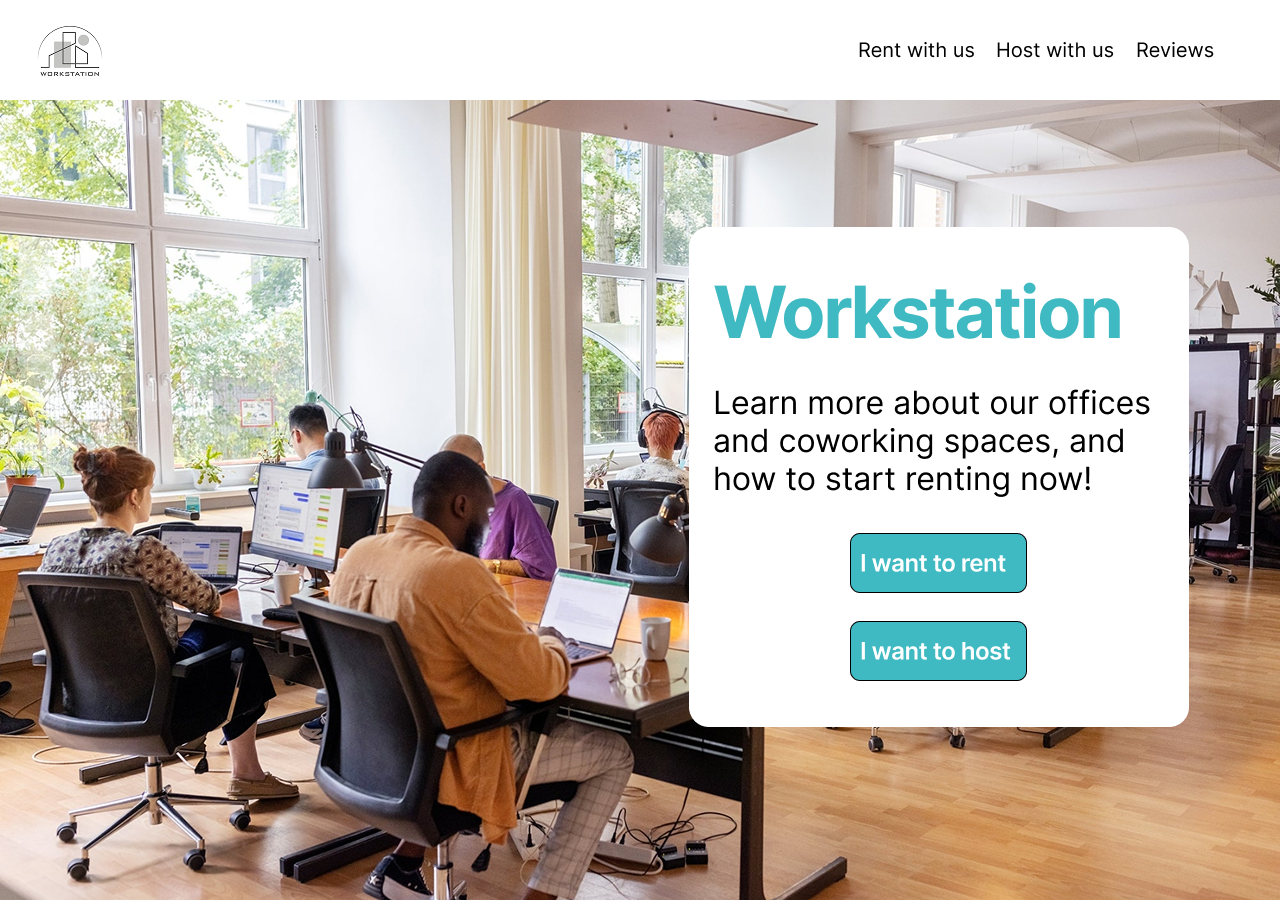 WORKSTATION
Rent with us
Host with us
Reviews
Workstation
Learn more about our offices
and coworking spaces, and
how to start renting now!
I want to rent
I want to host